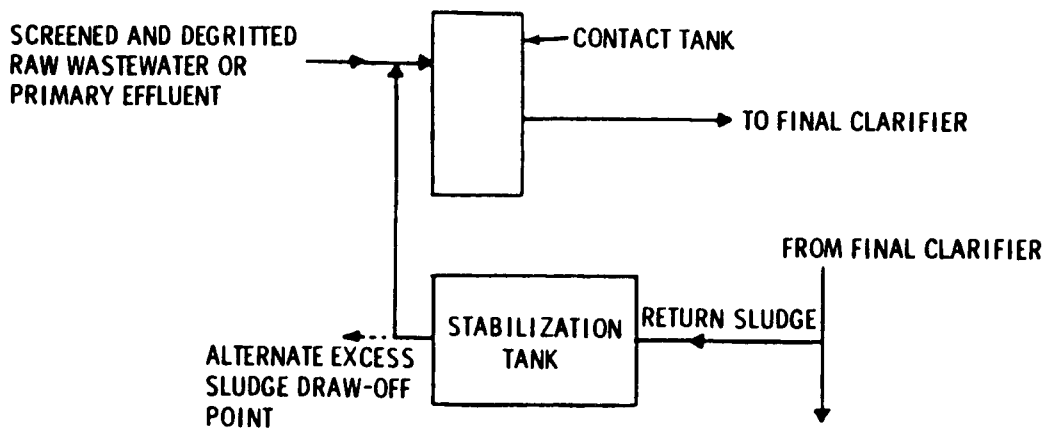 SCREENED AND DEGRITTED
RAW WASTEWATER OR
PRIMARY EFFLUENT
CONTACT TANK
TO FINAL CLARIFIER
FROM FINAL CLARIFIER
STABILIZATION
TANK
RETURN SLUDGE
ALTERNATE EXCESS
SLUDGE DRAW-OFF
POINT